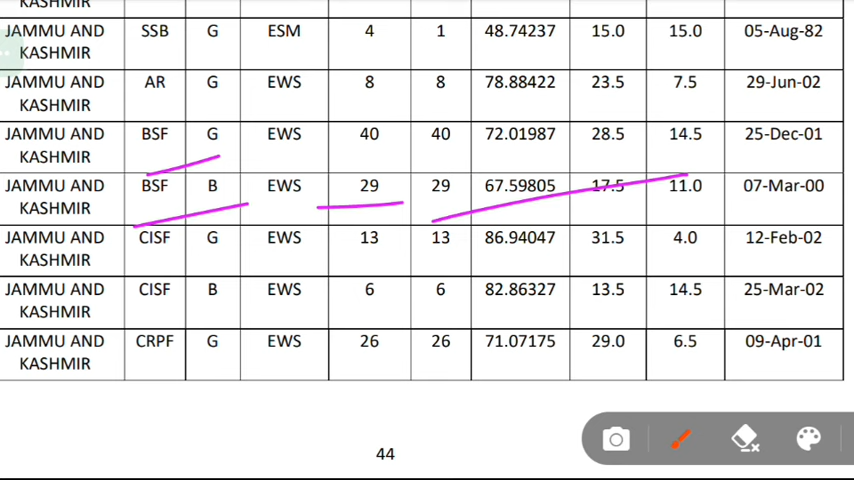 KASHMIR
JAMMU AND KASHMIR SSB G ESM 4 1 48.74237 15.0 15.0 05-Aug-82
JAMMU AND KASHMIR AR G EWS 8 8 78.88422 23.5 7.5 29-Jun-02
JAMMU AND KASHMIR BSF G EWS 40 40 72.01987 28.5 14.5 25-Dec-01
JAMMU AND KASHMIR BSF B EWS 29 29 67.59805 17.5 11.0 07-Mar-00
JAMMU AND KASHMIR CISF G EWS 13 13 86.94047 31.5 4.0 12-Feb-02
JAMMU AND KASHMIR CISF B EWS 6 6 82.86327 13.5 14.5 25-Mar-02
JAMMU AND KASHMIR CRPF G EWS 26 26 71.07175 29.0 6.5 09-Apr-01
44